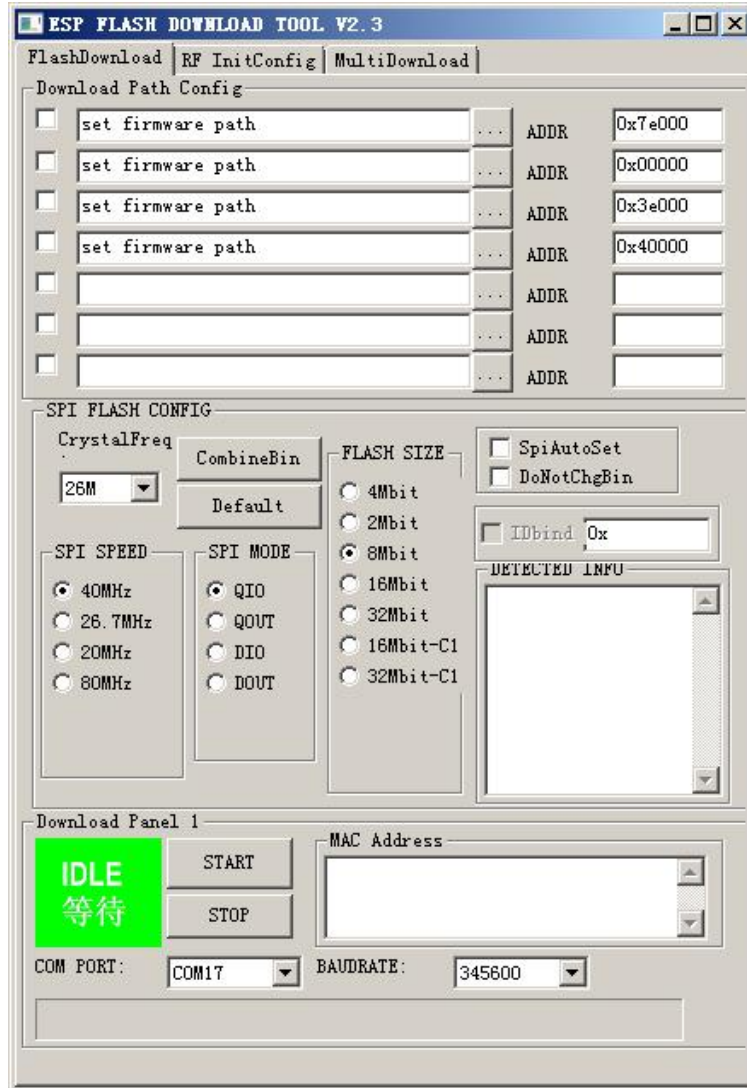 ESP FLASH DOWNLOAD TOOL V2.3
FlashDownload RF InitConfig MultiDownload
Download Path Config
set firmware path ... ADDR 0x7e000
set firmware path ... ADDR 0x00000
set firmware path ... ADDR 0x3e000
set firmware path ... ADDR 0x40000
... ADDR
... ADDR
... ADDR
SPI FLASH CONFIG
CrystalFreq
26M
CombineBin
Default
SPI SPEED
40MHz
26.7MHz
20MHz
80MHz
SPI MODE
QIO
QOUT
DIO
DOUT
FLASH SIZE
4Mbit
2Mbit
8Mbit
16Mbit
32Mbit
16Mbit-C1
32Mbit-C1
SpiAutoSet
DoNotChgBin
IDbind 0x
DETECTED INFO
Download Panel 1
IDLE
等待
START
STOP
MAC Address
COM PORT: COM17 BAUDRATE: 345600